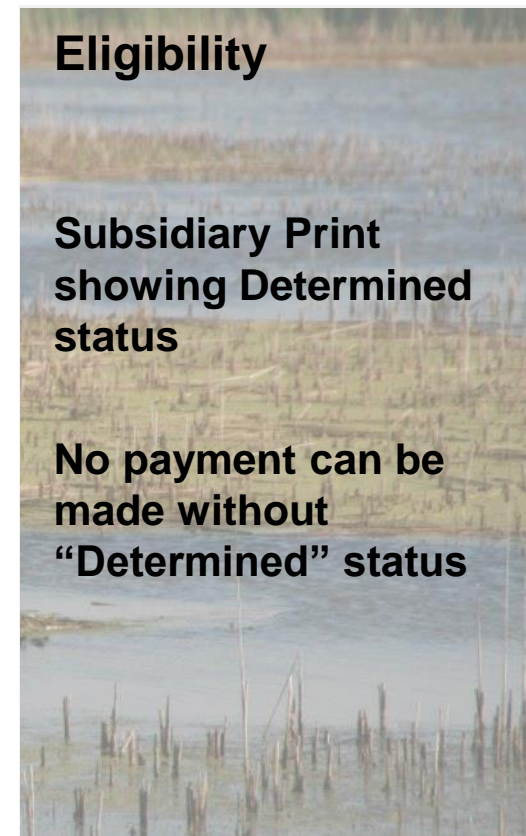 Eligibility
Subsidiary Print
showing Determined
status
No payment can be
made without
“Determined” status